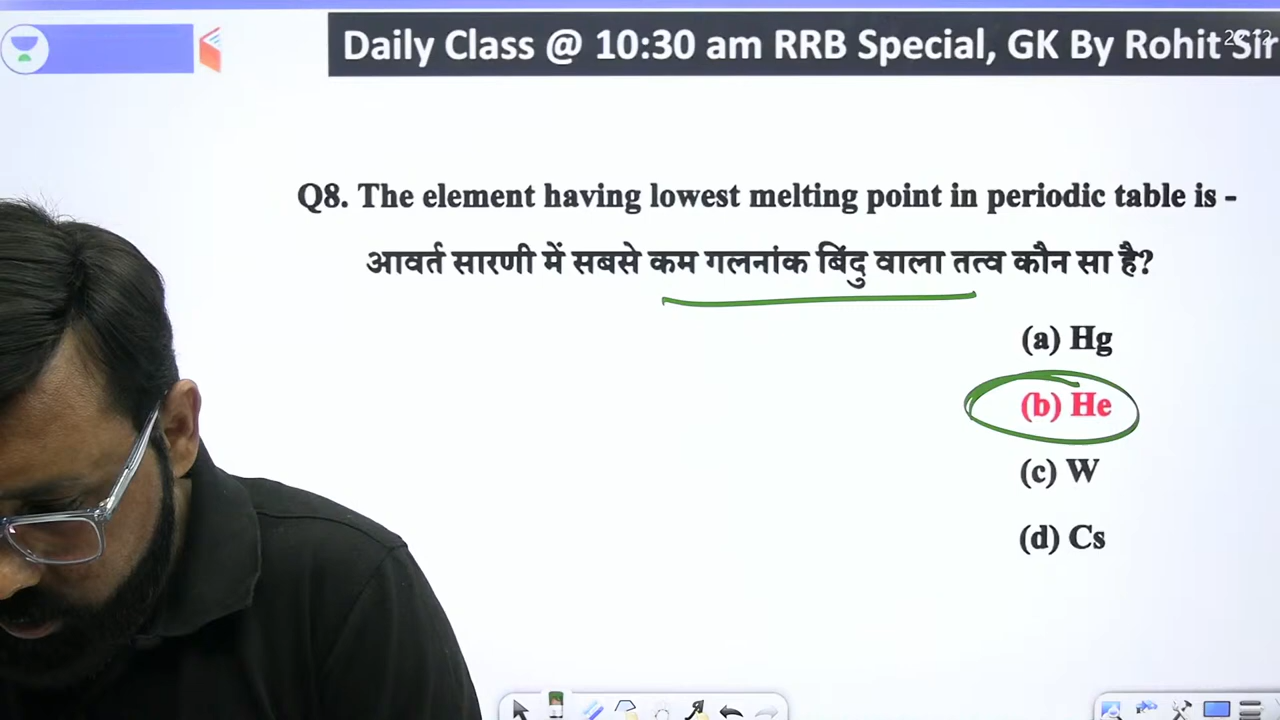 Daily Class @ 10:30 am RRB Special, GK By Rohit Sir
Q8. The element having lowest melting point in periodic table is -
आवर्त सारणी में सबसे कम गलनांक बिंदु वाला तत्व कौन सा है?
(a) Hg
(b) He
(c) W
(d) Cs